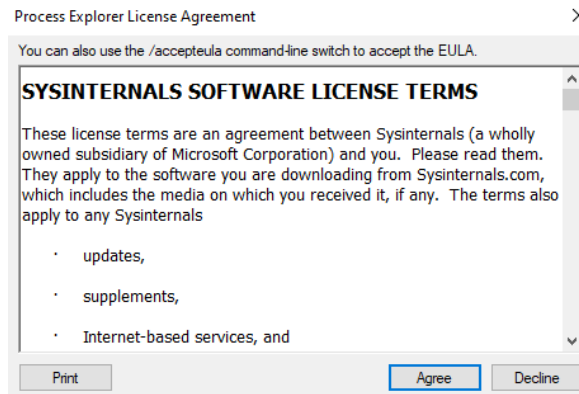 Process Explorer License Agreement
You can also use the /accepteula command-line switch to accept the EULA.
SYSINTERNALS SOFTWARE LICENSE TERMS
These license terms are an agreement between Sysinternals (a wholly
owned subsidiary of Microsoft Corporation) and you.  Please read them.
They apply to the software you are downloading from Sysinternals.com,
which includes the media on which you received it, if any.  The terms also
apply to any Sysinternals
· updates,
· supplements,
· Internet-based services, and
Print Agree Decline